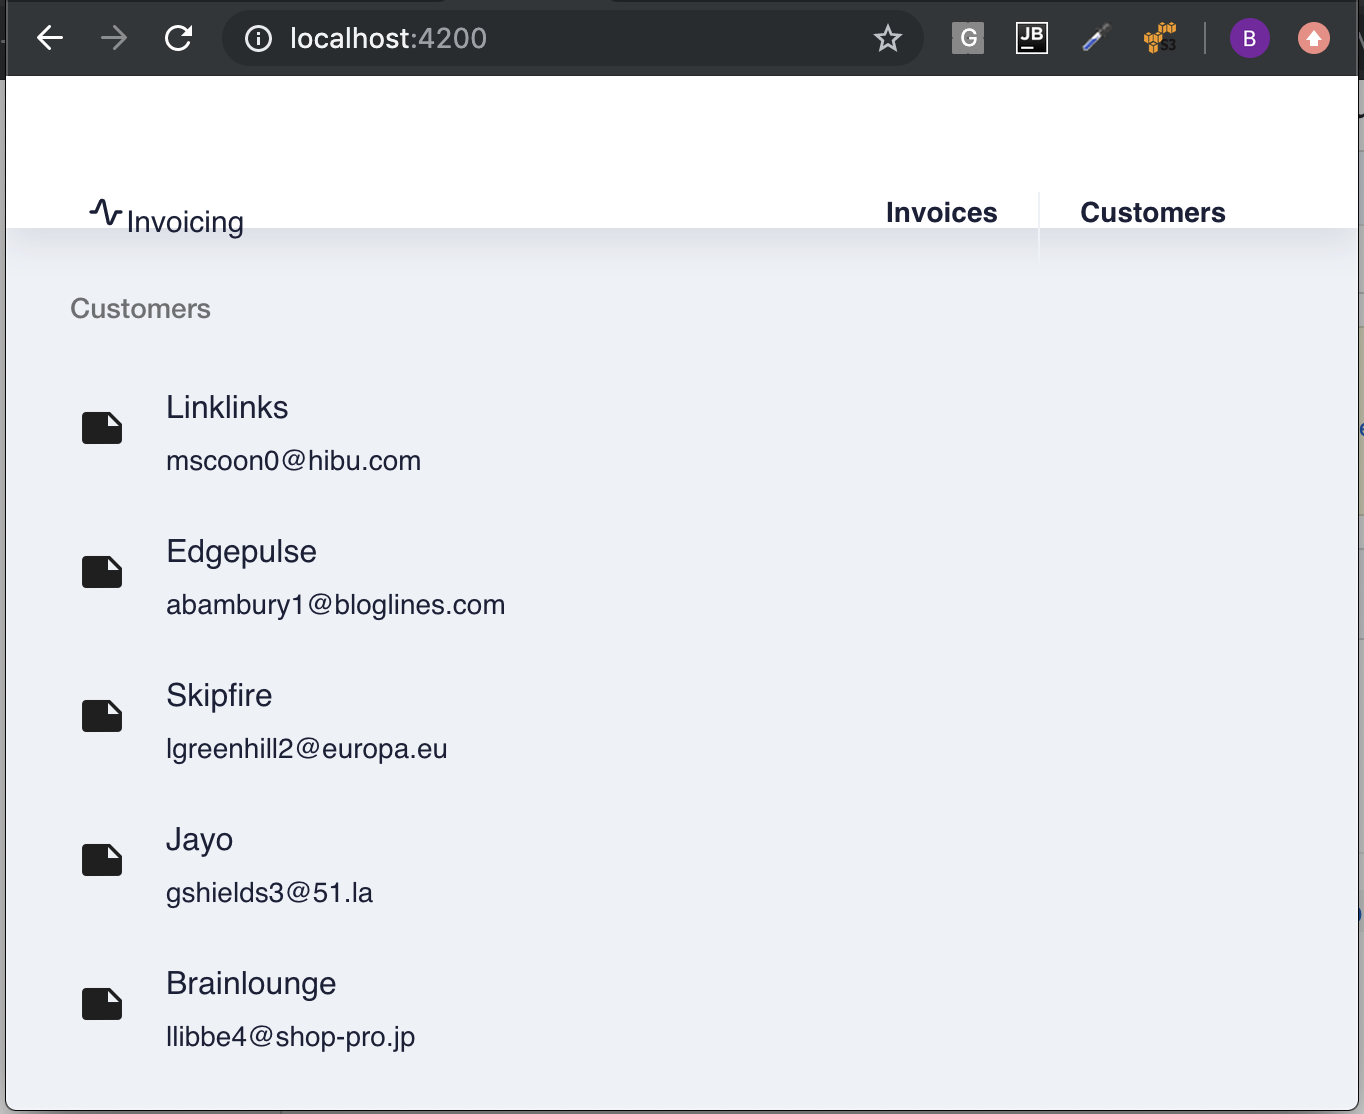 localhost:4200
G
JB
S3
B
Invoicing
Invoices
Customers
Customers
Linklinks
mscoon0@hibu.com
Edgepulse
abambury1@bloglines.com
Skipfire
lgreenhill2@europa.eu
Jayo
gshields3@51.la
Brainlounge
llibbe4@shop-pro.jp